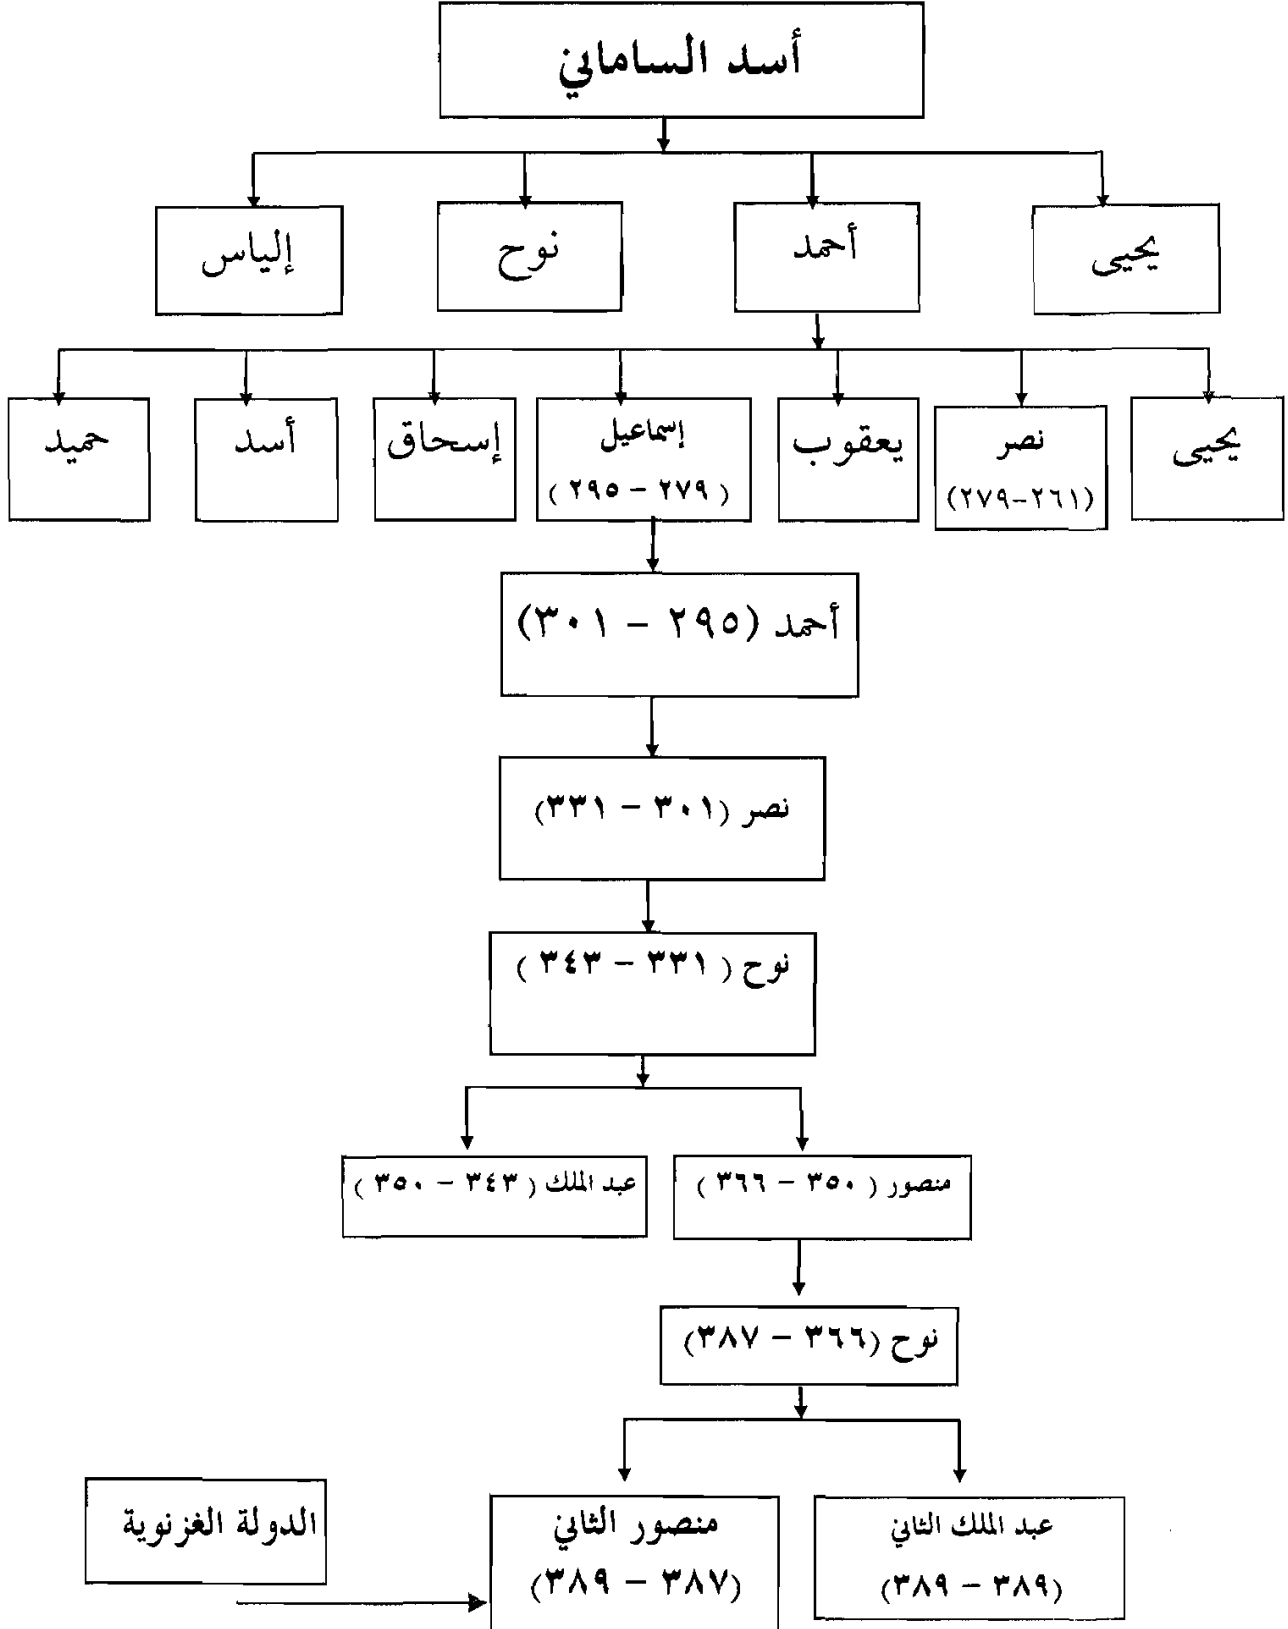 أسد الساماني
يحيى
أحمد
نوح
إلياس
يحيى
نصر
(٢٦١-٢٧٩)
يعقوب
إسماعيل
( ٢٧٩ - ٢٩٥ )
إسحاق
أسد
حميد
أحمد (٢٩٥ - ٣٠١)
نصر (٣٠١ - ٣٣١)
نوح ( ٣٣١ - ٣٤٣ )
منصور ( ٣٥٠ - ٣٦٦ )
عبد الملك ( ٣٤٣ - ٣٥٠ )
نوح (٣٦٦ - ٣٨٧)
عبد الملك الثاني
(٣٨٩ - ٣٨٩)
منصور الثاني
(٣٨٧ - ٣٨٩)
الدولة الغزنوية